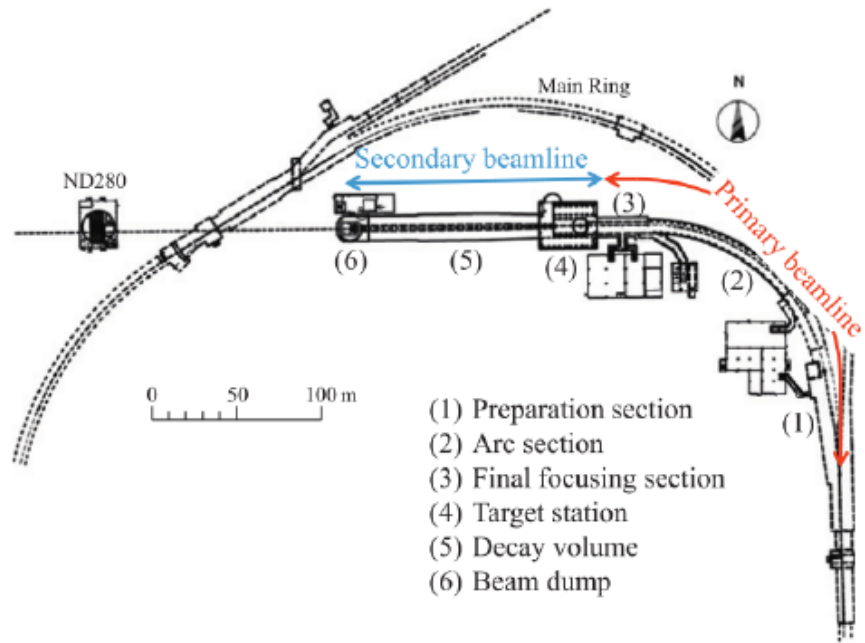 Main Ring
N
Secondary beamline
ND280
Primary beamline
(3)
(6)
(5)
(4)
(2)
(1)
0 50 100 m
(1) Preparation section
(2) Arc section
(3) Final focusing section
(4) Target station
(5) Decay volume
(6) Beam dump